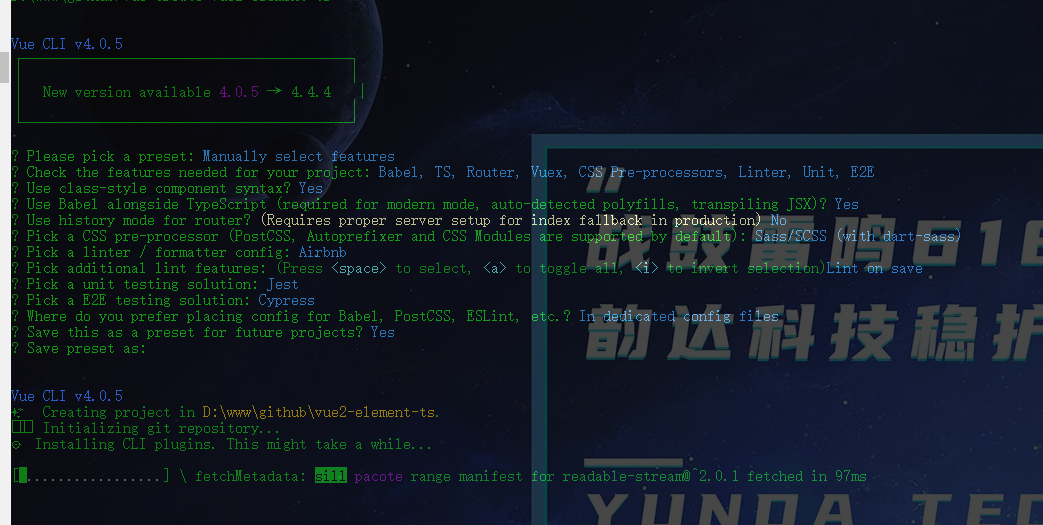 Vue CLI v4.0.5
New version available 4.0.5 → 4.4.4
? Please pick a preset: Manually select features
? Check the features needed for your project: Babel, TS, Router, Vuex, CSS Pre-processors, Linter, Unit, E2E
? Use class-style component syntax? Yes
? Use Babel alongside TypeScript (required for modern mode, auto-detected polyfills, transpiling JSX)? Yes
? Use history mode for router? (Requires proper server setup for index fallback in production) No
? Pick a CSS pre-processor (PostCSS, Autoprefixer and CSS Modules are supported by default): Sass/SCSS (with dart-sass)
? Pick a linter / formatter config: Airbnb
? Pick additional lint features: (Press <space> to select, <a> to toggle all, <i> to invert selection)Lint on save
? Pick a unit testing solution: Jest
? Pick a E2E testing solution: Cypress
? Where do you prefer placing config for Babel, PostCSS, ESLint, etc.? In dedicated config files
? Save this as a preset for future projects? Yes
? Save preset as:
Vue CLI v4.0.5
Creating project in D:\www\github\vue2-element-ts.
Initializing git repository...
Installing CLI plugins. This might take a while...
[ .................] \ fetchMetadata: sill pacote range manifest for readable-stream@^2.0.1 fetched in 97ms
战鼓雷鸣618
韵达科技稳护
YUNDA TEC